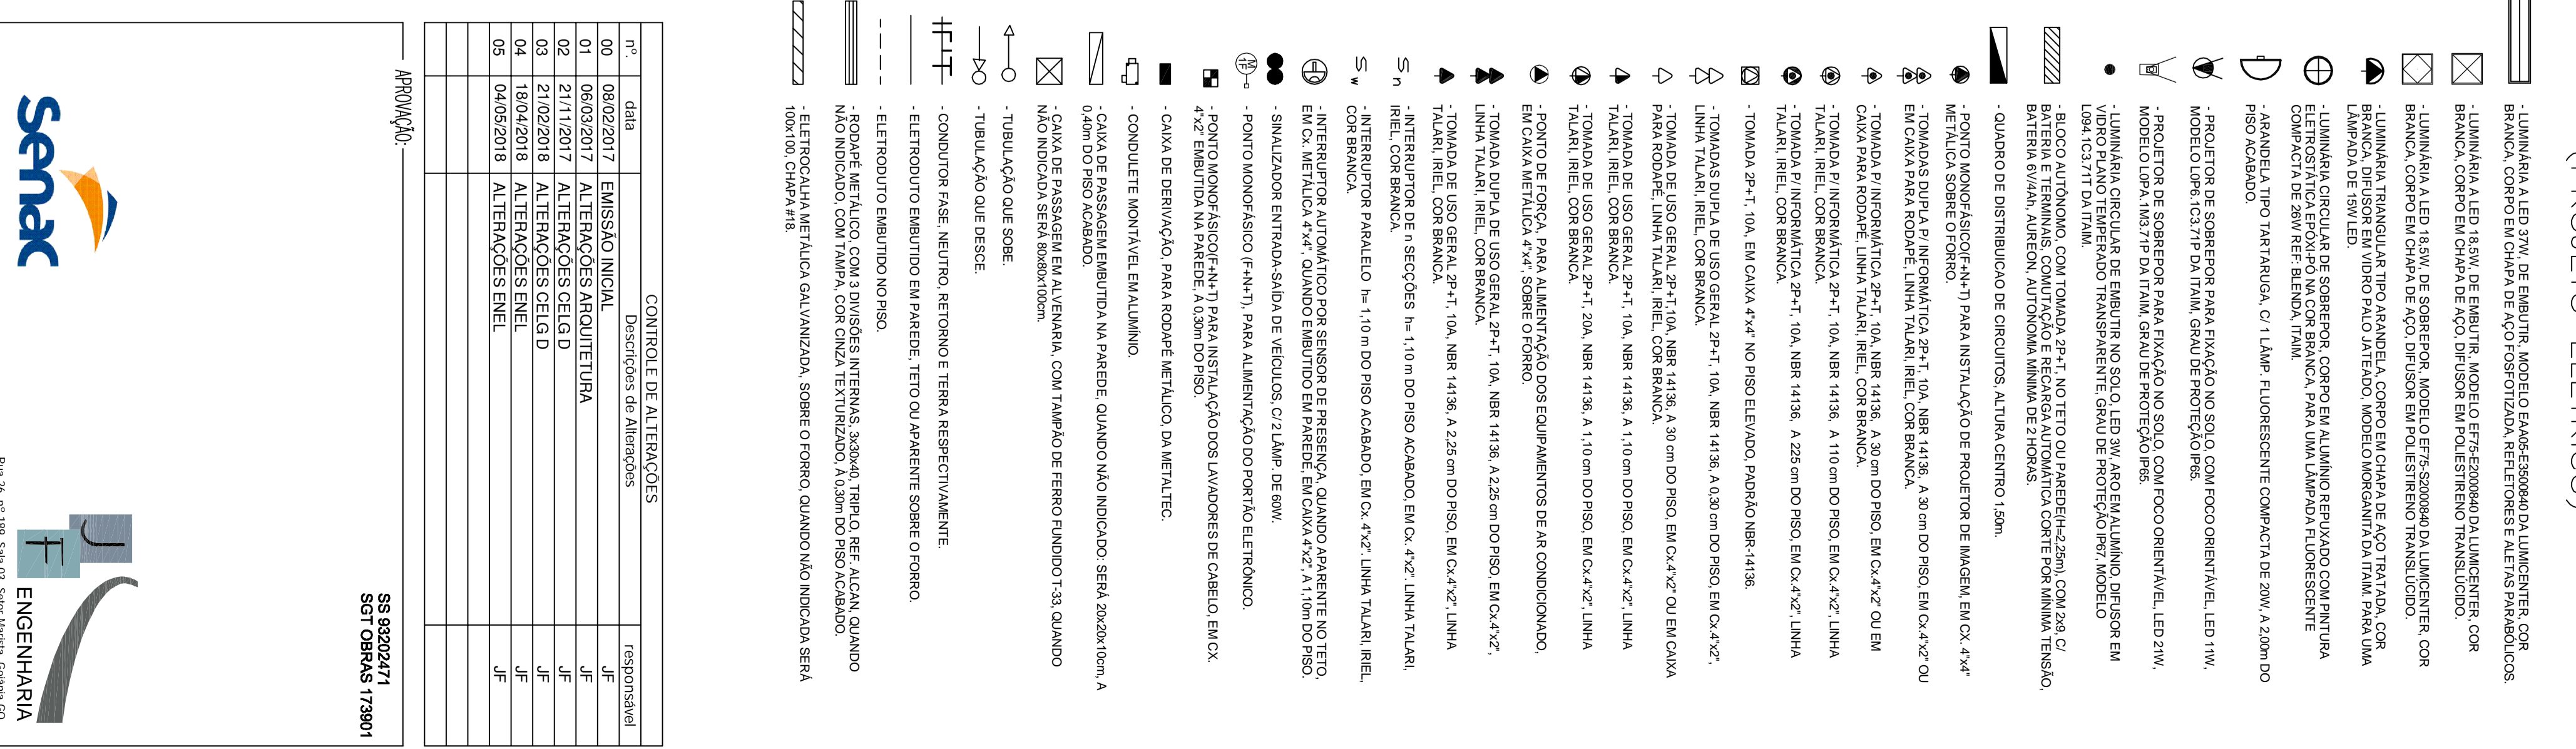 - LUMINÁRIA A LED 37W, DE EMBUTIR, MODELO EAA05-E3500840 DA LUMICENTER, COR
BRANCA, CORPO EM CHAPA DE AÇO FOSFOTIZADA, REFLETORES E ALETAS PARABÓLICOS.
- LUMINÁRIA A LED 18,5W, DE EMBUTIR, MODELO EF75-E2000840 DA LUMICENTER, COR
BRANCA, CORPO EM CHAPA DE AÇO, DIFUSOR EM POLIESTIRENO TRANSLÚCIDO.
- LUMINÁRIA A LED 18,5W, DE SOBREPOR, MODELO EF75-S2000840 DA LUMICENTER, COR
BRANCA, CORPO EM CHAPA DE AÇO, DIFUSOR EM POLIESTIRENO TRANSLÚCIDO.
- LUMINÁRIA TRIANGULAR TIPO ARANDELA, CORPO EM CHAPA DE AÇO TRATADA, COR
BRANCA, DIFUSOR EM VIDRO PALO JATEADO, MODELO MORGANITA DA ITAIM. PARA UMA
LÂMPADA DE 15W LED.
- LUMINÁRIA CIRCULAR DE SOBREPOR, CORPO EM ALUMÍNIO REPUXADO COM PINTURA
ELETROSTÁTICA EPÓXI-PÓ NA COR BRANCA, PARA UMA LÂMPADA FLUORESCENTE
COMPACTA DE 26W REF: BLENDA, ITAIM.
- ARANDELA TIPO TARTARUGA, C/ 1 LÂMP. FLUORESCENTE COMPACTA DE 20W, A 2,00m DO
PISO ACABADO.
- PROJETOR DE SOBREPOR PARA FIXAÇÃO NO SOLO, COM FOCO ORIENTÁVEL, LED 11W,
MODELO L0P6.1C3.71P DA ITAIM, GRAU DE PROTEÇÃO IP65.
- PROJETOR DE SOBREPOR PARA FIXAÇÃO NO SOLO, COM FOCO ORIENTÁVEL, LED 21W,
MODELO L0PA.1M3.71P DA ITAIM, GRAU DE PROTEÇÃO IP65.
- LUMINÁRIA CIRCULAR DE EMBUTIR NO SOLO, LED 3W, ARO EM ALUMÍNIO, DIFUSOR EM
VIDRO PLANO TEMPERADO TRANSPARENTE, GRAU DE PROTEÇÃO IP67, MODELO
L094.1C3.71T DA ITAIM.
- BLOCO AUTÔNOMO, COM TOMADA 2P+T, NO TETO OU PAREDE(H=2,25m), COM 2x9, C/
BATERIA E TERMINAIS, COMUTAÇÃO E RECARGA AUTOMÁTICA CORTE POR MÍNIMA TENSÃO,
BATERIA 6V/4Ah, AUREON, AUTONOMIA MÍNIMA DE 2 HORAS.
- QUADRO DE DISTRIBUICAO DE CIRCUITOS, ALTURA CENTRO 1,50m.
- PONTO MONOFÁSICO(F+N+T) PARA INSTALAÇÃO DE PROJETOR DE IMAGEM, EM CX. 4"x4"
METÁLICA SOBRE O FORRO.
- TOMADAS DUPLA P/ INFORMÁTICA 2P+T, 10A, NBR 14136, A 30 cm DO PISO, EM Cx.4"x2" OU
EM CAIXA PARA RODAPÉ, LINHA TALARI, IRIEL, COR BRANCA.
- TOMADA P/ INFORMÁTICA 2P+T, 10A, NBR 14136, A 30 cm DO PISO, EM Cx.4"x2" OU EM
CAIXA PARA RODAPÉ, LINHA TALARI, IRIEL, COR BRANCA.
- TOMADA P/ INFORMÁTICA 2P+T, 10A, NBR 14136, A 110 cm DO PISO, EM Cx.4"x2", LINHA
TALARI, IRIEL, COR BRANCA.
- TOMADA P/ INFORMÁTICA 2P+T, 10A, NBR 14136, A 225 cm DO PISO, EM Cx.4"x2", LINHA
TALARI, IRIEL, COR BRANCA.
- TOMADA 2P+T, 10A, EM CAIXA 4"x4" NO PISO ELEVADO, PADRÃO NBR-14136.
- TOMADAS DUPLA DE USO GERAL 2P+T, 10A, NBR 14136, A 0,30 cm DO PISO, EM Cx.4"x2",
LINHA TALARI, IRIEL, COR BRANCA.
- TOMADA DE USO GERAL 2P+T,10A, NBR 14136, A 30 cm DO PISO, EM Cx.4"x2" OU EM CAIXA
PARA RODAPÉ, LINHA TALARI, IRIEL, COR BRANCA.
- TOMADA DE USO GERAL 2P+T, 10A, NBR 14136, A 1,10 cm DO PISO, EM Cx.4"x2", LINHA
TALARI, IRIEL, COR BRANCA.
- TOMADA DE USO GERAL 2P+T, 20A, NBR 14136, A 1,10 cm DO PISO, EM Cx.4"x2", LINHA
TALARI, IRIEL, COR BRANCA.
- PONTO DE FORÇA, PARA ALIMENTAÇÃO DOS EQUIPAMENTOS DE AR CONDICIONADO,
EM CAIXA METÁLICA 4"x4", SOBRE O FORRO.
- TOMADA DUPLA DE USO GERAL 2P+T, 10A, NBR 14136, A 2,25 cm DO PISO, EM Cx.4"x2",
LINHA TALARI, IRIEL, COR BRANCA.
- TOMADA DE USO GERAL 2P+T, 10A, NBR 14136, A 2,25 cm DO PISO, EM Cx.4"x2", LINHA
TALARI, IRIEL, COR BRANCA.
S n
- INTERRUPTOR DE n SECÇÕES h= 1,10 m DO PISO ACABADO, EM Cx. 4"x2". LINHA TALARI,
IRIEL, COR BRANCA.
S w
- INTERRUPTOR PARALELO h= 1,10 m DO PISO ACABADO, EM Cx. 4"x2". LINHA TALARI, IRIEL,
COR BRANCA.
- INTERRUPTOR AUTOMÁTICO POR SENSOR DE PRESENÇA, QUANDO APARENTE NO TETO,
EM Cx. METÁLICA 4"x4", QUANDO EMBUTIDO EM PAREDE, EM CAIXA 4"x2", A 1,10m DO PISO.
-SINALIZADOR ENTRADA-SAÍDA DE VEÍCULOS, C/ 2 LÂMP. DE 60W.
M
1F
- PONTO MONOFÁSICO (F+N+T), PARA ALIMENTAÇÃO DO PORTÃO ELETRÔNICO.
- PONTO MONOFÁSICO(F+N+T) PARA INSTALAÇÃO DOS LAVADORES DE CABELO, EM CX.
4"x2" EMBUTIDA NA PAREDE, À 0,30m DO PISO.
- CAIXA DE DERIVAÇÃO, PARA RODAPÉ METÁLICO, DA METALTEC.
- CONDULETE MONTÁVEL EM ALUMÍNIO.
- CAIXA DE PASSAGEM EMBUTIDA NA PAREDE, QUANDO NÃO INDICADO: SERÁ 20x20x10cm, A
0,40m DO PISO ACABADO.
- CAIXA DE PASSAGEM EM ALVENARIA, COM TAMPÃO DE FERRO FUNDIDO T-33, QUANDO
NÃO INDICADA SERÁ 80x80x100cm.
- TUBULAÇÃO QUE SOBE.
- TUBULAÇÃO QUE DESCE.
- CONDUTOR FASE, NEUTRO, RETORNO E TERRA RESPECTIVAMENTE.
- ELETRODUTO EMBUTIDO EM PAREDE, TETO OU APARENTE SOBRE O FORRO.
- ELETRODUTO EMBUTIDO NO PISO.
- RODAPÉ METÁLICO, COM 3 DIVISÕES INTERNAS, 3x30x40, TRIPLO, REF. ALCAN, QUANDO
NÃO INDICADO, COM TAMPA, COR CINZA TEXTURIZADO, À 0,30m DO PISO ACABADO.
- ELETROCALHA METÁLICA GALVANIZADA, SOBRE O FORRO, QUANDO NÃO INDICADA SERÁ
100x100, CHAPA #18.
CONTROLE DE ALTERAÇÕES
nº. data Descrições de Alterações responsável
00 08/02/2017 EMISSÃO INICIAL JF
01 06/03/2017 ALTERAÇÕES ARQUITETURA JF
02 21/11/2017 ALTERAÇÕES CELG D JF
03 21/02/2018 ALTERAÇÕES CELG D JF
04 18/04/2018 ALTERAÇÕES ENEL JF
05 04/05/2018 ALTERAÇÕES ENEL JF
APROVAÇÃO:
SS 93202471
SGT OBRAS 173901
senac
JF
ENGENHARIA
Rua 36, nº 189, Sala 03, Setor Marista, Goiânia GO